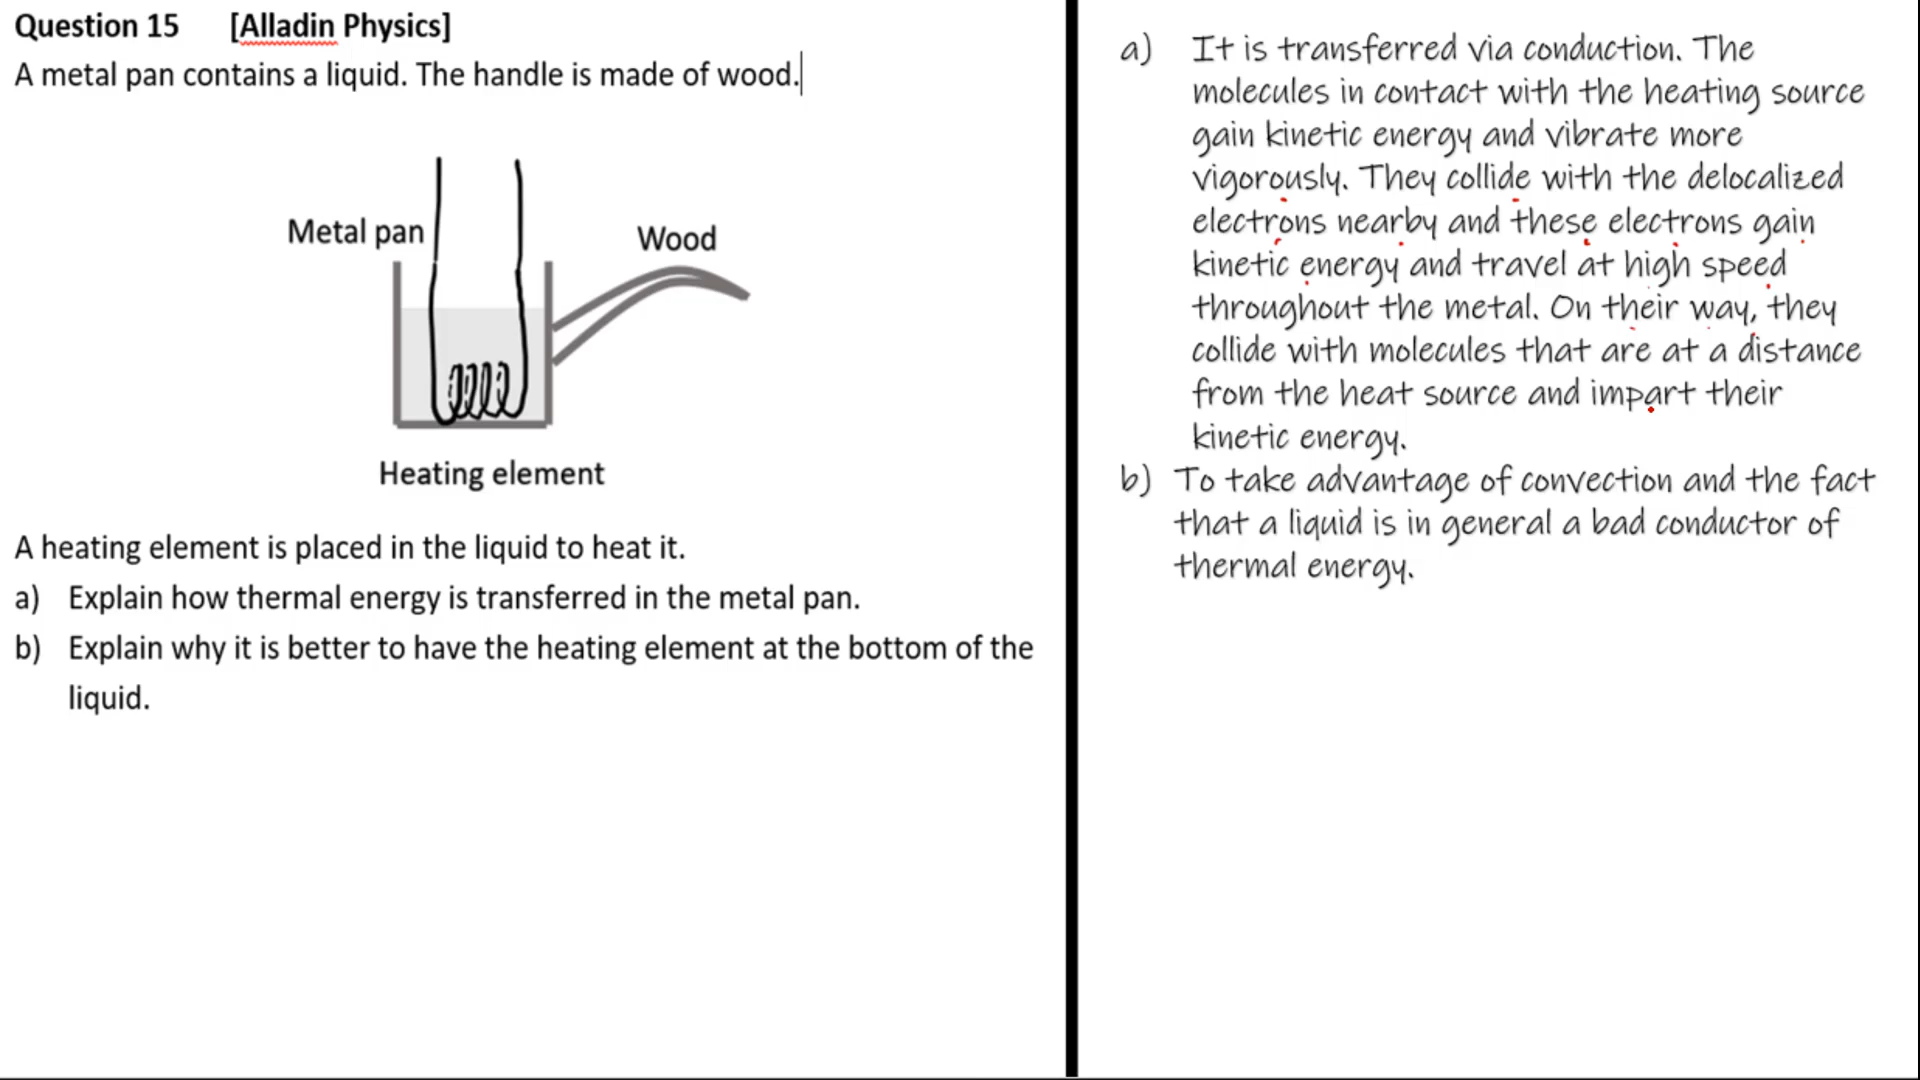 Question 15 [Alladin Physics]
A metal pan contains a liquid. The handle is made of wood.
Metal pan
Wood
Heating element
A heating element is placed in the liquid to heat it.
a) Explain how thermal energy is transferred in the metal pan.
b) Explain why it is better to have the heating element at the bottom of the
liquid.
a) It is transferred via conduction. The
molecules in contact with the heating source
gain kinetic energy and vibrate more
vigorously. They collide with the delocalized
electrons nearby and these electrons gain
kinetic energy and travel at high speed
throughout the metal. On their way, they
collide with molecules that are at a distance
from the heat source and impart their
kinetic energy.
b) To take advantage of convection and the fact
that a liquid is in general a bad conductor of
thermal energy.